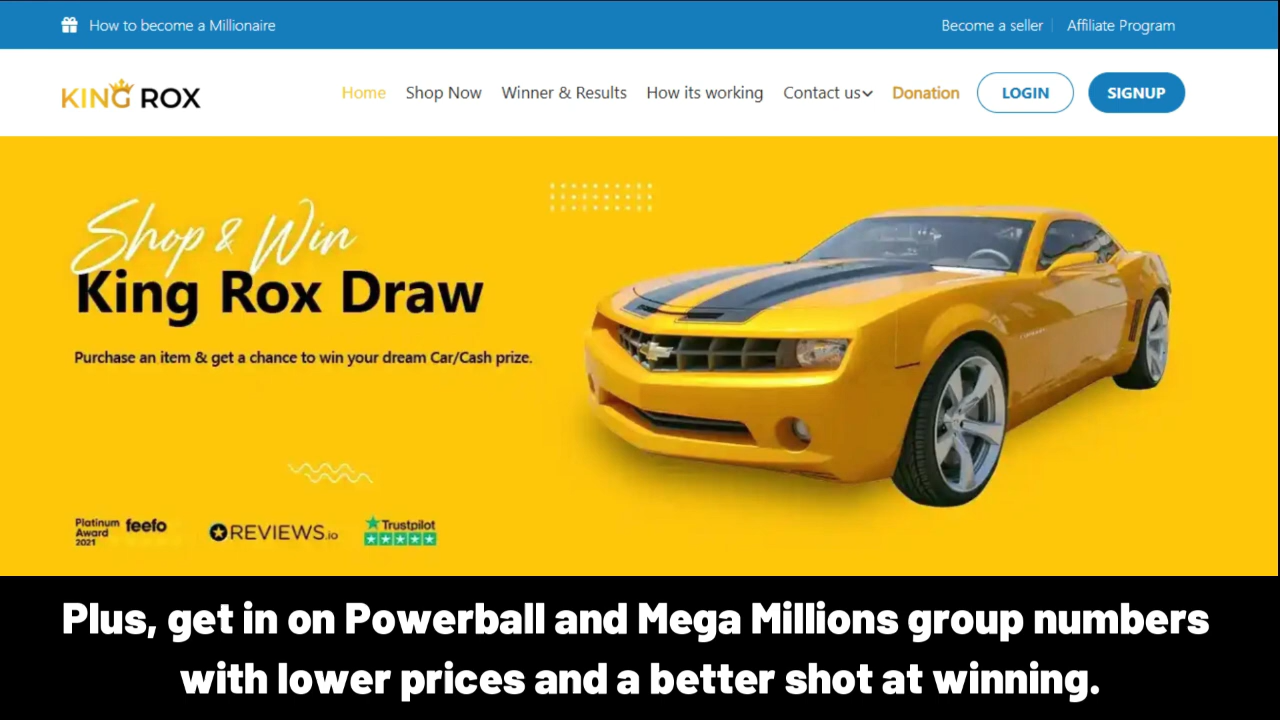 How to become a Millionaire
Become a seller
Affiliate Program
KING ROX
Home
Shop Now
Winner & Results
How its working
Contact us
Donation
LOGIN
SIGNUP
Shop & Win
King Rox Draw
Purchase an item & get a chance to win your dream Car/Cash prize.
Platinum
Award
2021
feefo
REVIEWS.io
Trustpilot
Plus, get in on Powerball and Mega Millions group numbers
with lower prices and a better shot at winning.